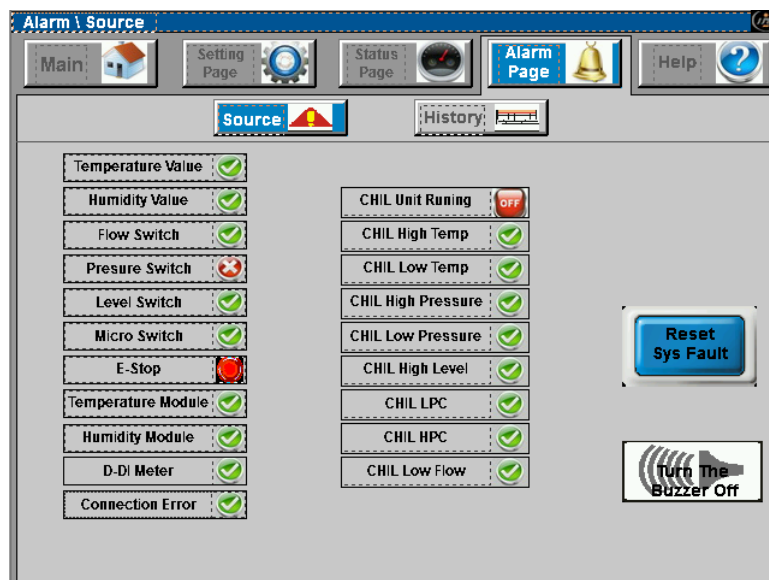 Alarm \ Source
Main
Setting
Page
Status
Page
Alarm
Page
Help
Source
History
Temperature Value
Humidity Value
Flow Switch
Presure Switch
Level Switch
Micro Switch
E-Stop
Temperature Module
Humidity Module
D-DI Meter
Connection Error
CHIL Unit Runing
OFF
CHIL High Temp
CHIL Low Temp
CHIL High Pressure
CHIL Low Pressure
CHIL High Level
CHIL LPC
CHIL HPC
CHIL Low Flow
Reset
Sys Fault
Turn The
Buzzer Off